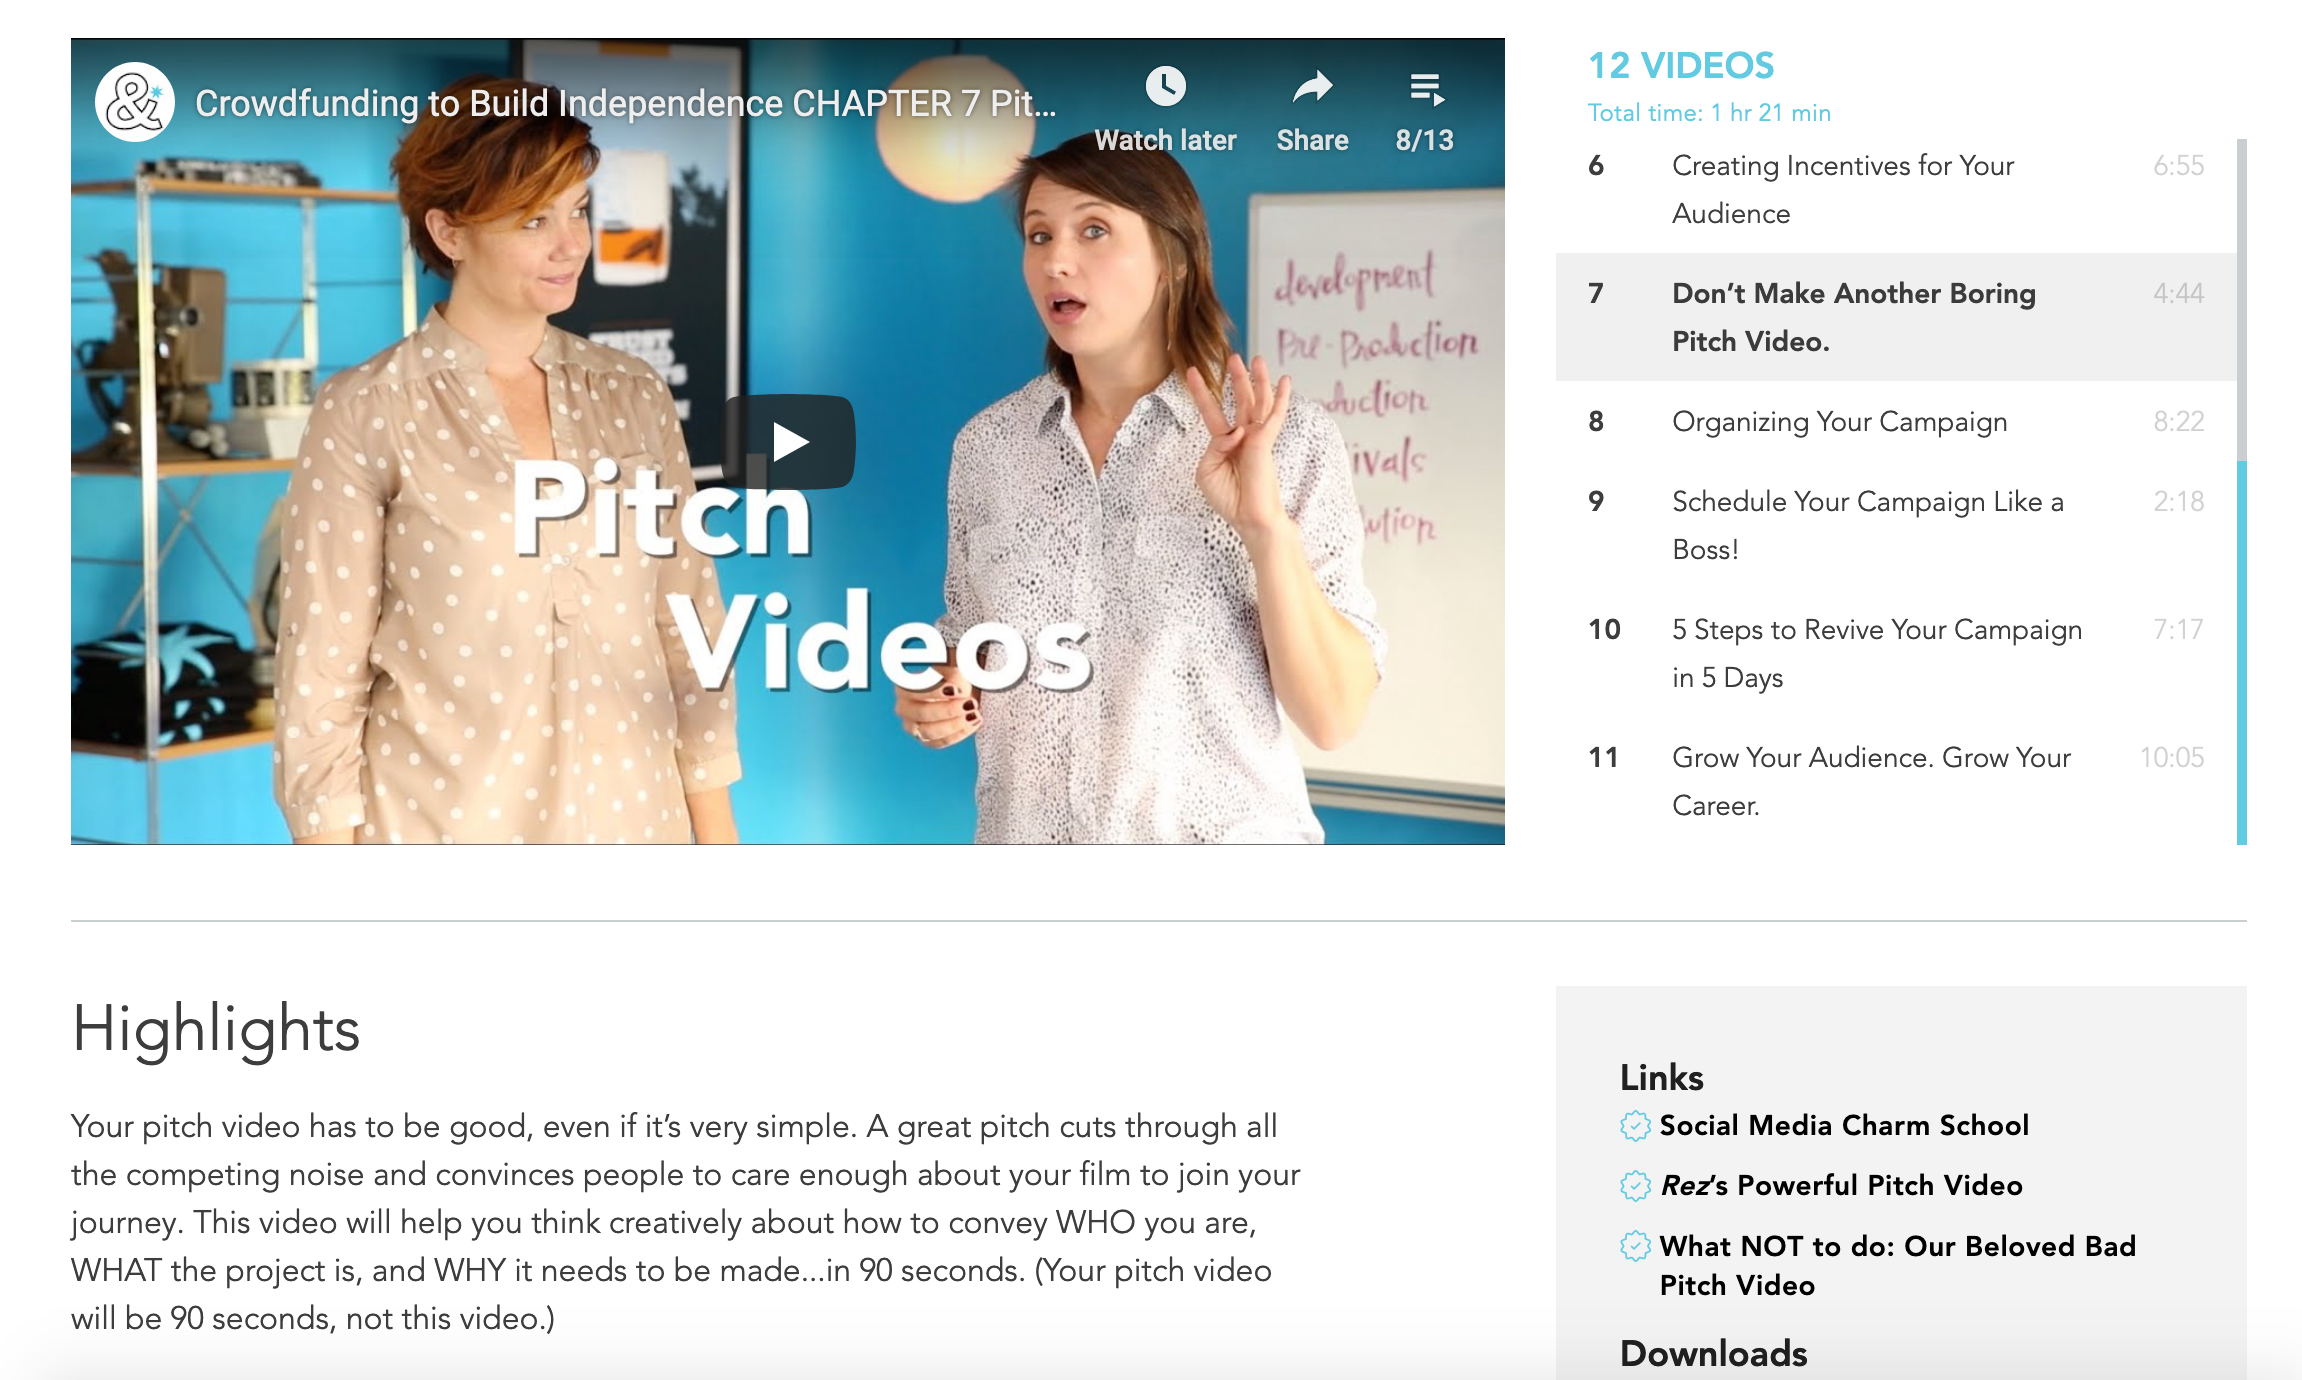 &
Crowdfunding to Build Independence CHAPTER 7 Pit...
Watch later
Share
8/13
development
Pre-Production
duction
ivals
ution
Pitch
Videos
12 VIDEOS
Total time: 1 hr 21 min
6 Creating Incentives for Your 6:55
Audience
7 Don’t Make Another Boring 4:44
Pitch Video.
8 Organizing Your Campaign 8:22
9 Schedule Your Campaign Like a 2:18
Boss!
10 5 Steps to Revive Your Campaign 7:17
in 5 Days
11 Grow Your Audience. Grow Your 10:05
Career.
Highlights
Your pitch video has to be good, even if it’s very simple. A great pitch cuts through all
the competing noise and convinces people to care enough about your film to join your
journey. This video will help you think creatively about how to convey WHO you are,
WHAT the project is, and WHY it needs to be made...in 90 seconds. (Your pitch video
will be 90 seconds, not this video.)
Links
Social Media Charm School
Rez’s Powerful Pitch Video
What NOT to do: Our Beloved Bad
Pitch Video
Downloads